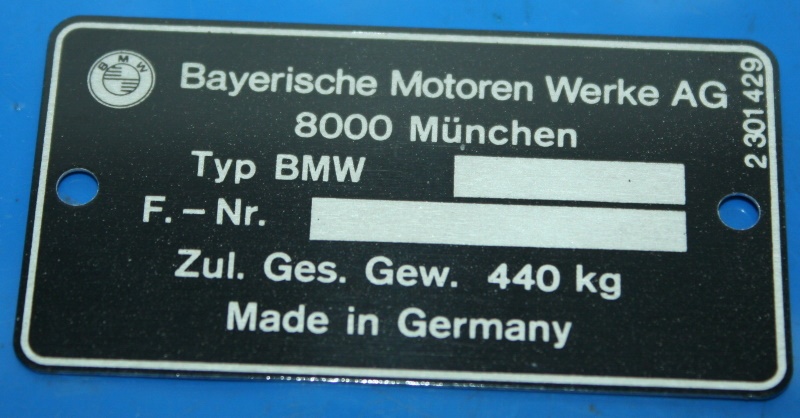 BMW
Bayerische Motoren Werke AG
8000 München
Typ BMW
F. – Nr.
Zul. Ges. Gew. 440 kg
Made in Germany
2 301 429